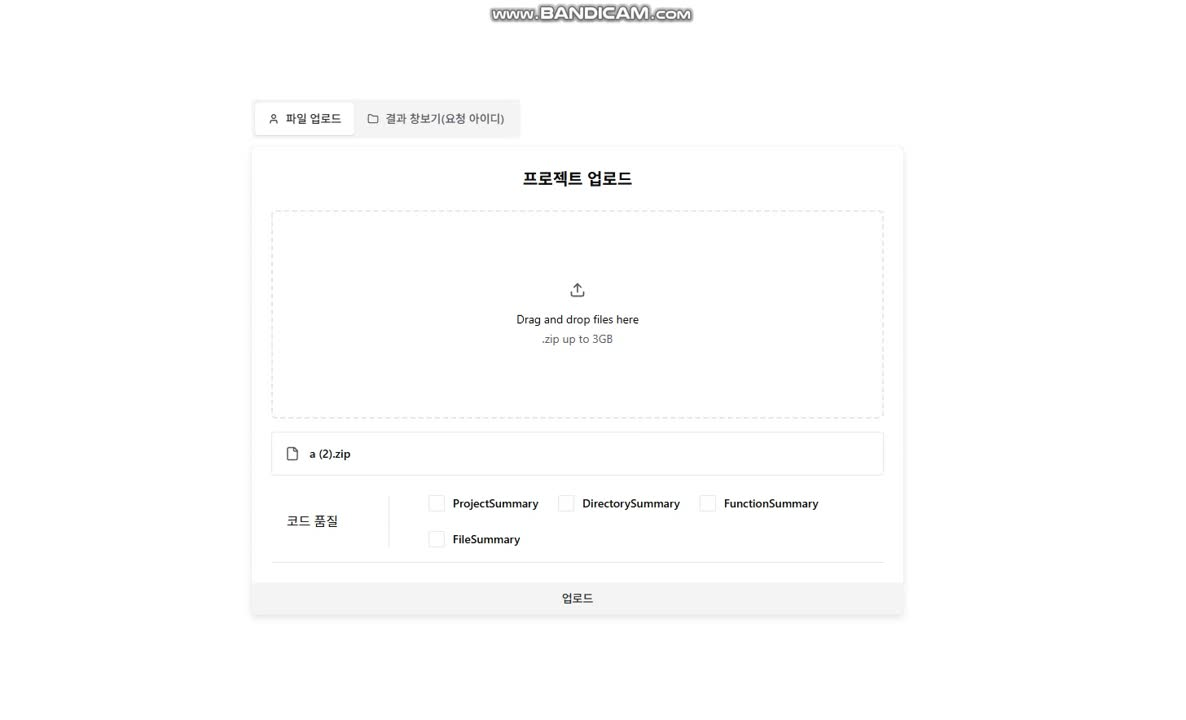 www.BANDICAM.com
파일 업로드 결과 창보기(요청 아이디)
프로젝트 업로드
Drag and drop files here
.zip up to 3GB
a (2).zip
코드 품질
ProjectSummary DirectorySummary FunctionSummary
FileSummary
업로드